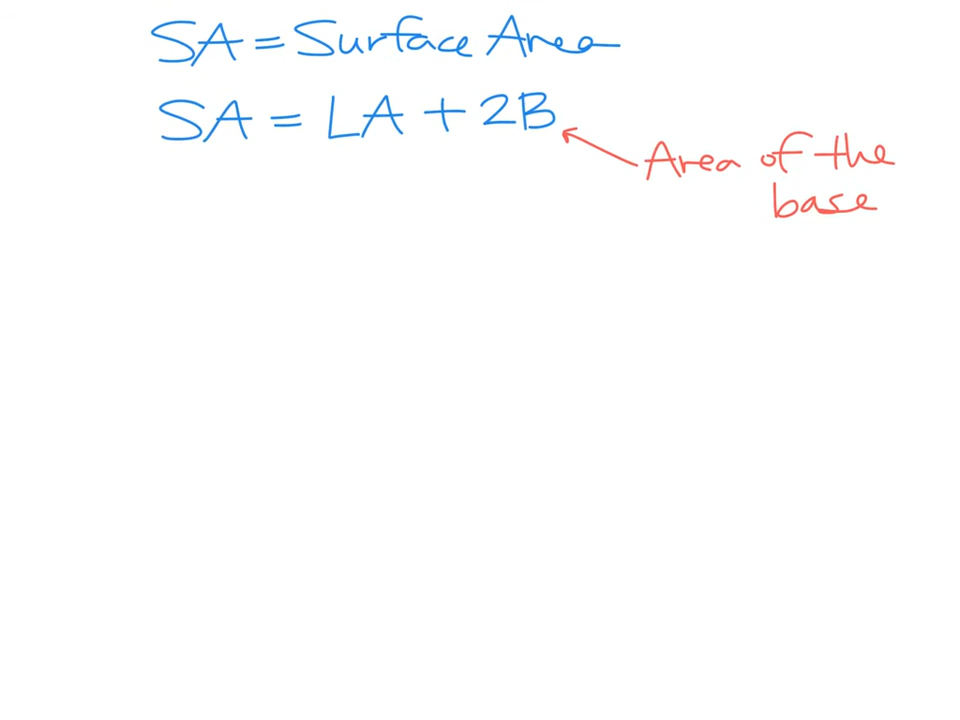 SA = Surface Area
SA = LA + 2B
Area of the
base